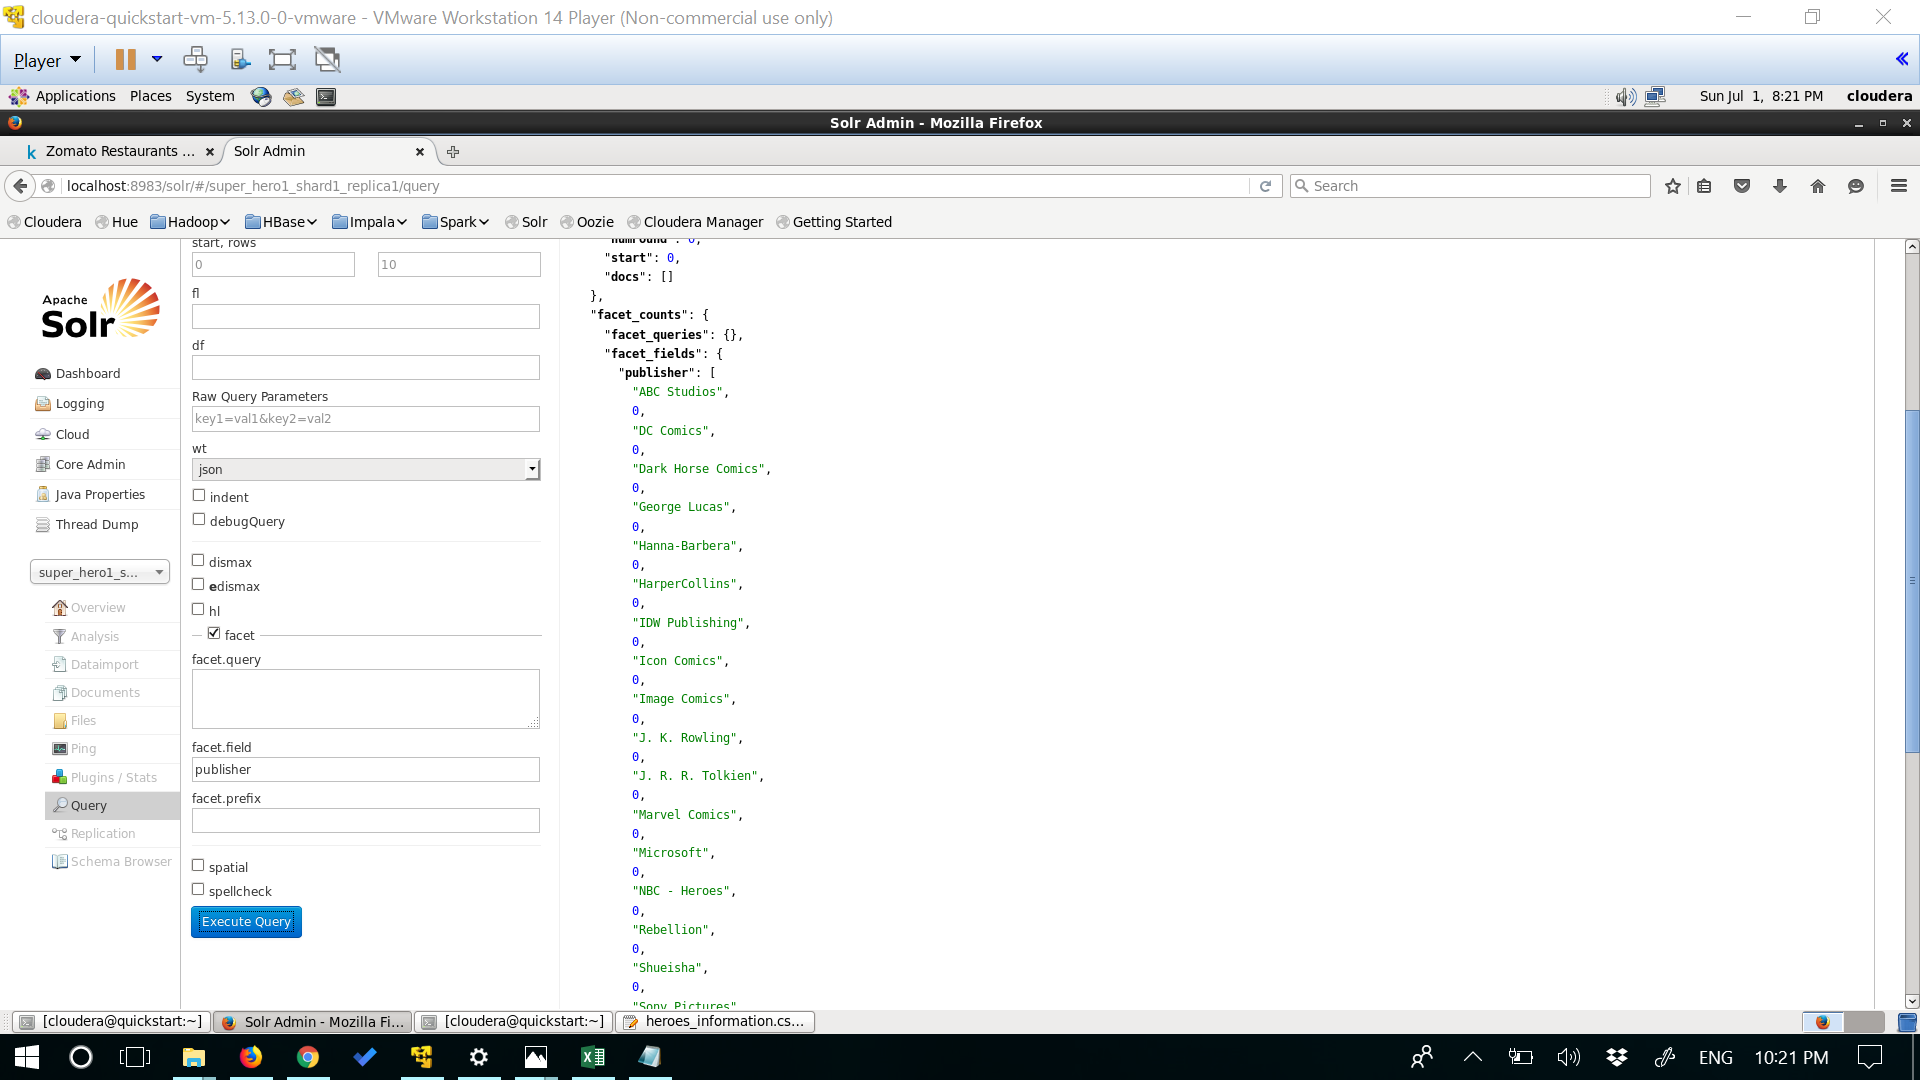 cloudera-quickstart-vm-5.13.0-0-vmware - VMware Workstation 14 Player (Non-commercial use only)
Player
Applications Places System
Sun Jul 1, 8:21 PM cloudera
Solr Admin - Mozilla Firefox
Zomato Restaurants ...
Solr Admin
localhost:8983/solr/#/super_hero1_shard1_replica1/query
Search
Cloudera Hue Hadoop HBase Impala Spark Solr Oozie Cloudera Manager Getting Started
Apache
Solr
Dashboard
Logging
Cloud
Core Admin
Java Properties
Thread Dump
super_hero1_s...
Overview
Analysis
Dataimport
Documents
Files
Ping
Plugins / Stats
Query
Replication
Schema Browser
start, rows
0 10
fl
df
Raw Query Parameters
key1=val1&key2=val2
wt
json
indent
debugQuery
dismax
edismax
hl
facet
facet.query
facet.field
publisher
facet.prefix
spatial
spellcheck
Execute Query
"numFound": 0,
"start": 0,
"docs": []
},
"facet_counts": {
"facet_queries": {},
"facet_fields": {
"publisher": [
"ABC Studios",
0,
"DC Comics",
0,
"Dark Horse Comics",
0,
"George Lucas",
0,
"Hanna-Barbera",
0,
"HarperCollins",
0,
"IDW Publishing",
0,
"Icon Comics",
0,
"Image Comics",
0,
"J. K. Rowling",
0,
"J. R. R. Tolkien",
0,
"Marvel Comics",
0,
"Microsoft",
0,
"NBC - Heroes",
0,
"Rebellion",
0,
"Shueisha",
0,
"Sony Pictures"
[cloudera@quickstart:~]
Solr Admin - Mozilla Fi...
[cloudera@quickstart:~]
heroes_information.cs...
ENG 10:21 PM